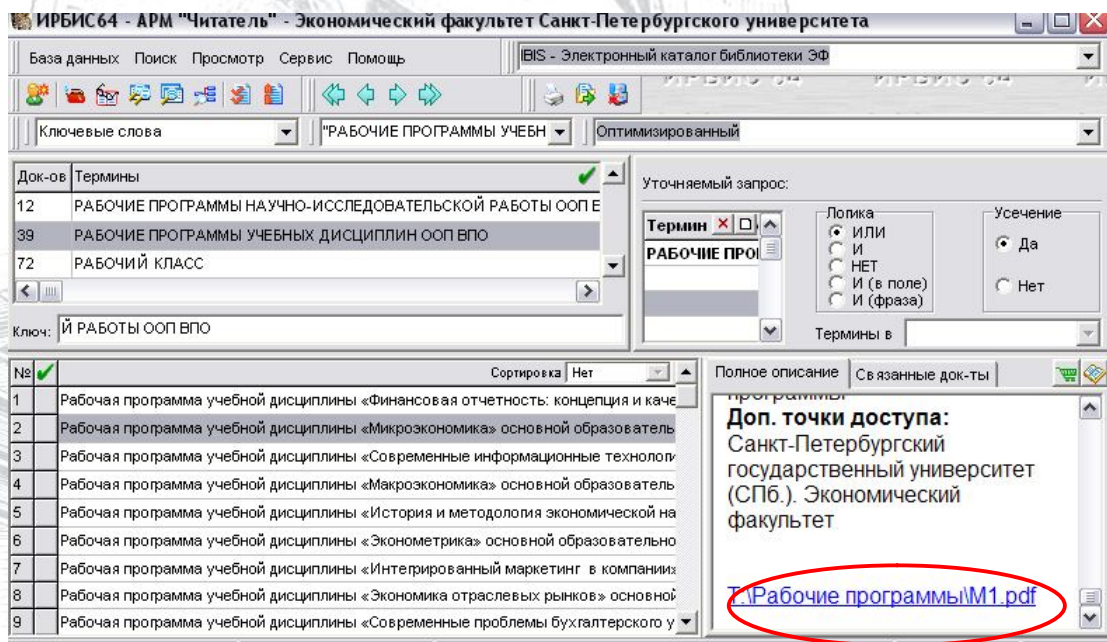 ИРБИС64 - АРМ "Читатель" - Экономический факультет Санкт-Петербургского университета
База данных Поиск Просмотр Сервис Помощь
IBIS - Электронный каталог библиотеки ЭФ
Ключевые слова
"РАБОЧИЕ ПРОГРАММЫ УЧЕБН
Оптимизированный
Док-ов Термины
12 РАБОЧИЕ ПРОГРАММЫ НАУЧНО-ИССЛЕДОВАТЕЛЬСКОЙ РАБОТЫ ООП В
39 РАБОЧИЕ ПРОГРАММЫ УЧЕБНЫХ ДИСЦИПЛИН ООП ВПО
72 РАБОЧИЙ КЛАСС
Ключ: Й РАБОТЫ ООП ВПО
Уточняемый запрос:
Термин
РАБОЧИЕ ПРО
Логика
ИЛИ
И
НЕТ
И (в поле)
И (фраза)
Усечение
Да
Нет
Термины в
№ Сортировка Нет
1 Рабочая программа учебной дисциплины «Финансовая отчетность: концепция и каче
2 Рабочая программа учебной дисциплины «Микроэкономика» основной образователь
3 Рабочая программа учебной дисциплины «Современные информационные технологи
4 Рабочая программа учебной дисциплины «Макроэкономика» основной образователь
5 Рабочая программа учебной дисциплины «История и методология экономической на
6 Рабочая программа учебной дисциплины «Эконометрика» основной образовательно
7 Рабочая программа учебной дисциплины «Интегрированный маркетинг в компании
8 Рабочая программа учебной дисциплины «Экономика отраслевых рынков» основной
9 Рабочая программа учебной дисциплины «Современные проблемы бухгалтерского у
Полное описание Связанные док-ты
программы
Доп. точки доступа:
Санкт-Петербургский
государственный университет
(СПб.). Экономический
факультет
T:\Рабочие программы\М1.pdf